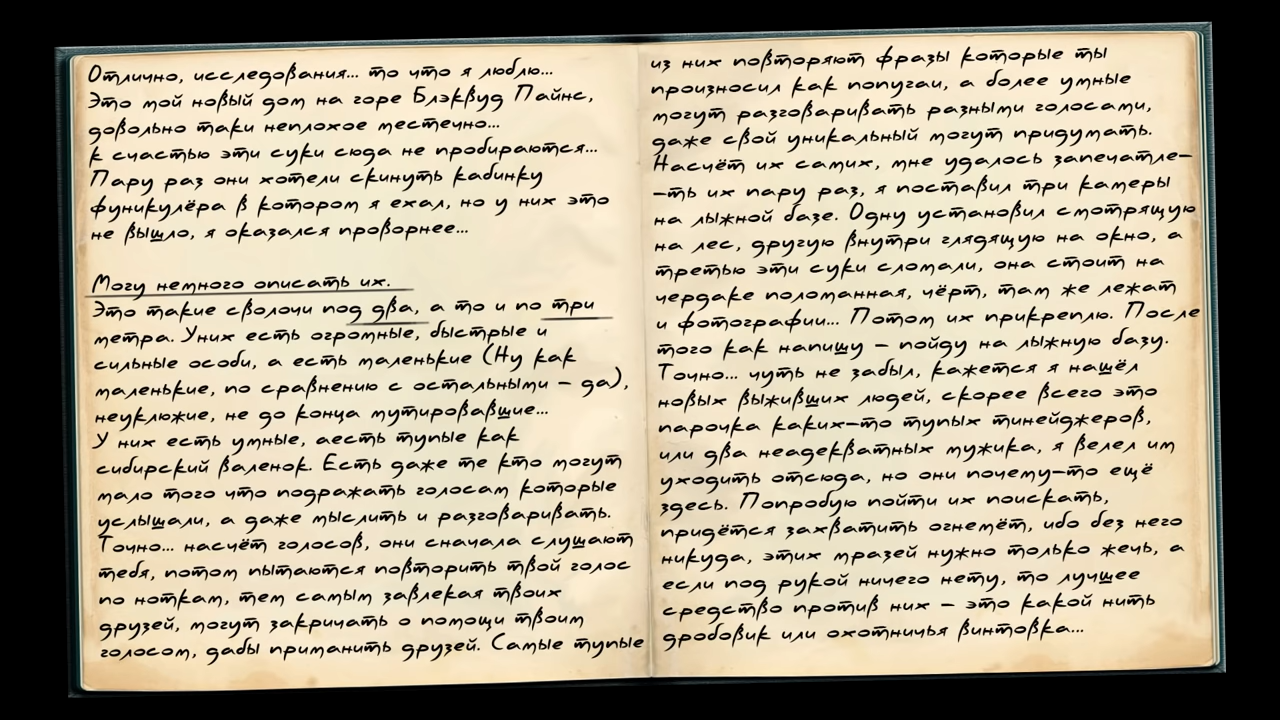 Отлично, исследования... то что я люблю...
Это мой новый дом на горе Блэквуд Пайнс,
довольно таки неплохое местечно...
к счастью эти суки сюда не пробираются...
Пару раз они хотели скинуть кабинку
фуникулёра в котором я ехал, но у них это
не вышло, я оказался проворнее...
Могу немного описать их.
Это такие сволочи под два, а то и по три
метра. Уних есть огромные, быстрые и
сильные особи, а есть маленькие (Ну как
маленькие, по сравнению с остальными – да),
неуклюжие, не до конца мутировавшие...
У них есть умные, аесть тупые как
сибирский валенок. Есть даже те кто могут
мало того что подражать голосам которые
услышали, а даже мыслить и разговаривать.
Точно... насчёт голосов, они сначала слушают
тебя, потом пытаются повторить твой голос
по ноткам, тем самым завлекая твоих
друзей, могут закричать о помощи твоим
голосом, дабы приманить друзей. Самые тупые
из них повторяют фразы которые ты
произносил как попугаи, а более умные
могут разговаривать разными голосами,
даже свой уникальный могут придумать.
Насчёт их самих, мне удалось запечатле-
-ть их пару раз, я поставил три камеры
на лыжной базе. Одну установил смотрящую
на лес, другую внутри глядящую на окно, а
третью эти суки сломали, она стоит на
чердаке поломанная, чёрт, там же лежат
и фотографии... Потом их прикреплю. После
того как напишу – пойду на лыжную базу.
Точно... чуть не забыл, кажется я нашёл
новых выживших людей, скорее всего это
парочка каких-то тупых тинейджеров,
или два неадекватных мужика, я велел им
уходить отсюда, но они почему-то ещё
здесь. Попробую пойти их поискать,
придётся захватить огнемёт, ибо без него
никуда, этих мразей нужно только жечь, а
если под рукой ничего нету, то лучшее
средство против них – это какой нить
дробовик или охотничья винтовка...